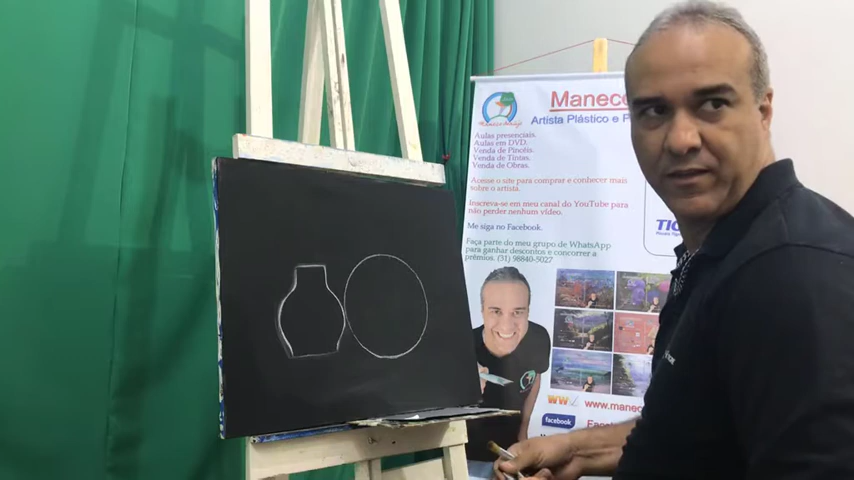 Maneco
Artista Plástico e P
Aulas presenciais.
Aulas em DVD.
Venda de Pincéis.
Venda de Tintas.
Venda de Obras.
Acesse o site para comprar e conhecer mais
sobre o artista.
Inscreva-se em meu canal do YouTube para
não perder nenhum vídeo.
Me siga no Facebook.
Faça parte do meu grupo de WhatsApp
para ganhar descontos e concorrer a
prêmios. (31) 98840-5027
www.maneco
facebook